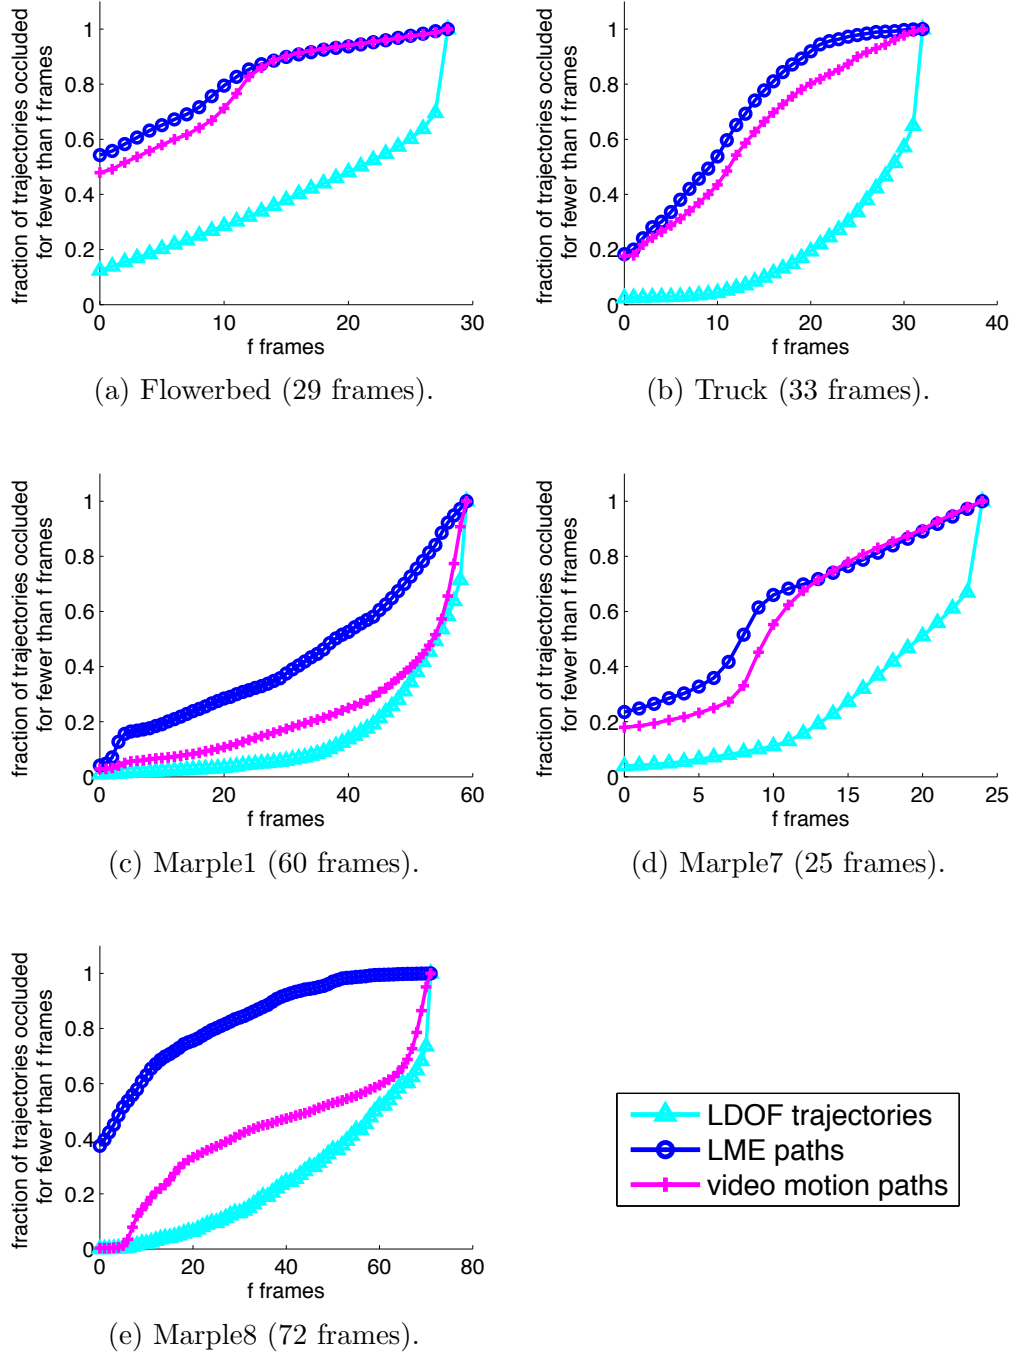 fraction of trajectories occluded
for fewer than f frames
1
0.8
0.6
0.4
0.2
0
0 10 20 30
f frames
(a) Flowerbed (29 frames).
fraction of trajectories occluded
for fewer than f frames
1
0.8
0.6
0.4
0.2
0
0 10 20 30 40
f frames
(b) Truck (33 frames).
fraction of trajectories occluded
for fewer than f frames
1
0.8
0.6
0.4
0.2
0
0 20 40 60
f frames
(c) Marple1 (60 frames).
fraction of trajectories occluded
for fewer than f frames
1
0.8
0.6
0.4
0.2
0
0 5 10 15 20 25
f frames
(d) Marple7 (25 frames).
fraction of trajectories occluded
for fewer than f frames
1
0.8
0.6
0.4
0.2
0
0 20 40 60 80
f frames
(e) Marple8 (72 frames).
LDOF trajectories
LME paths
video motion paths